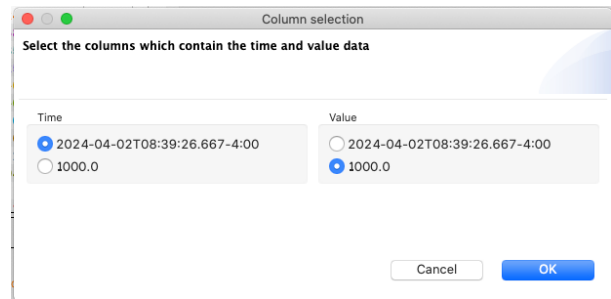 Column selection
Select the columns which contain the time and value data
Time
2024-04-02T08:39:26.667-4:00
1000.0
Value
2024-04-02T08:39:26.667-4:00
1000.0
Cancel
OK